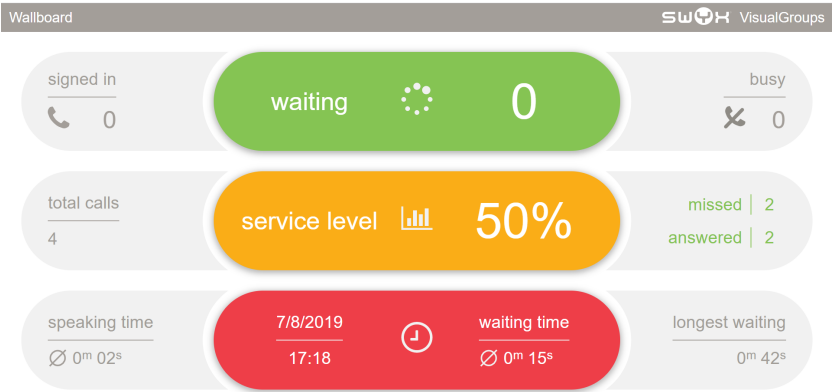 Wallboard
swyx VisualGroups
signed in
0
waiting
0
busy
0
total calls
4
service level
50%
missed 2
answered 2
speaking time
Ø 0m 02s
7/8/2019
17:18
waiting time
Ø 0m 15s
longest waiting
0m 42s